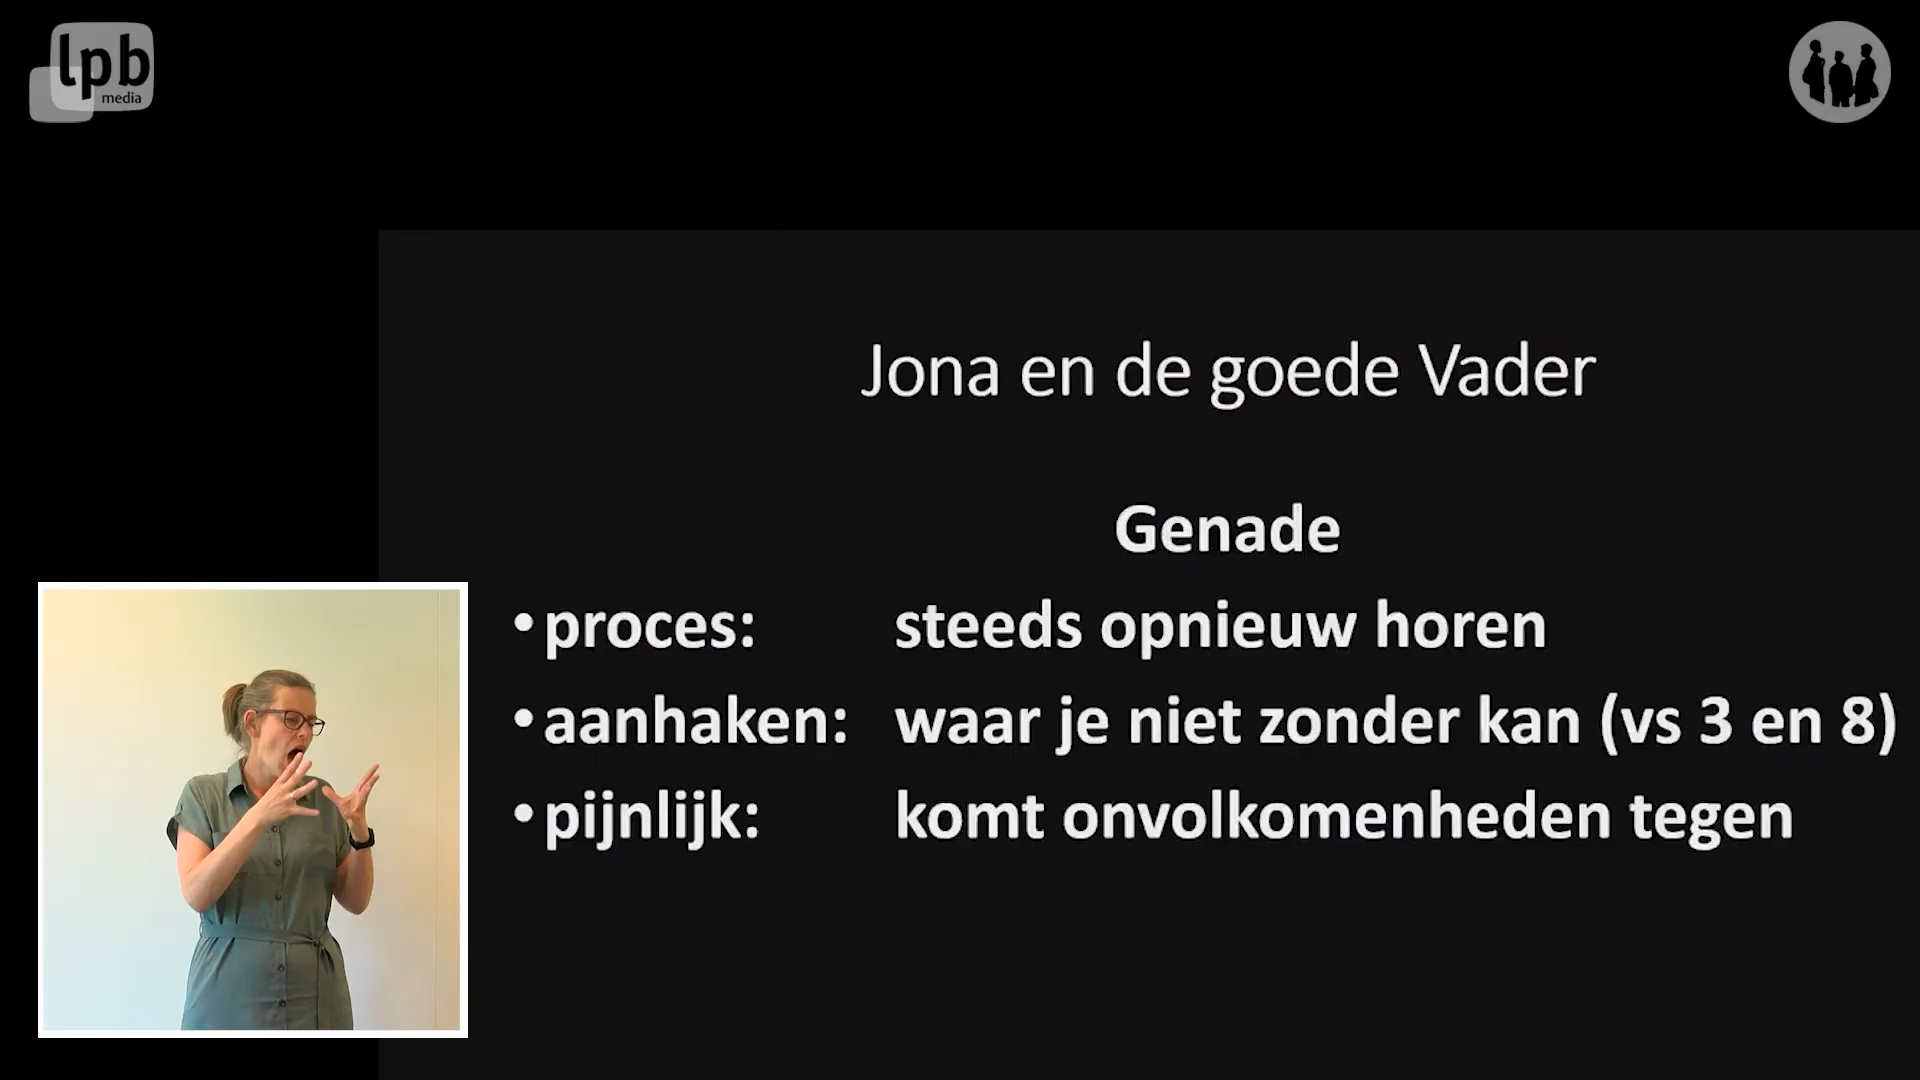 lpb
media
Jona en de goede Vader
Genade
• proces: steeds opnieuw horen
• aanhaken: waar je niet zonder kan (vs 3 en 8)
• pijnlijk: komt onvolkomenheden tegen